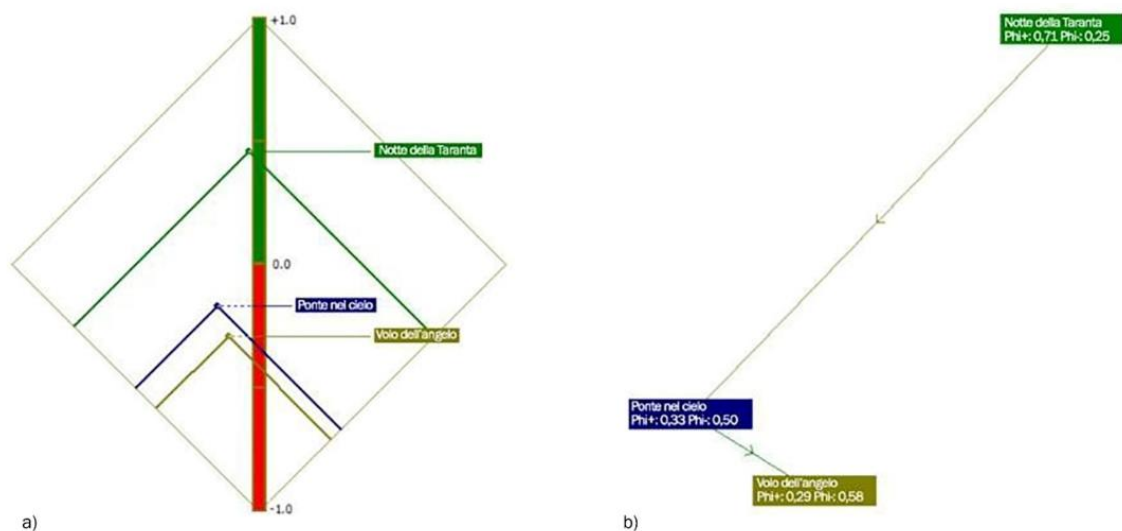 +1.0
Notte della Taranta
0.0
Ponte nel cielo
Volo dell'angelo
-1.0
a)
Notte della Taranta
Phi+: 0,71 Phi-: 0,25
Ponte nel cielo
Phi+: 0,33 Phi-: 0,50
Volo dell'angelo
Phi+: 0,29 Phi-: 0,58
b)